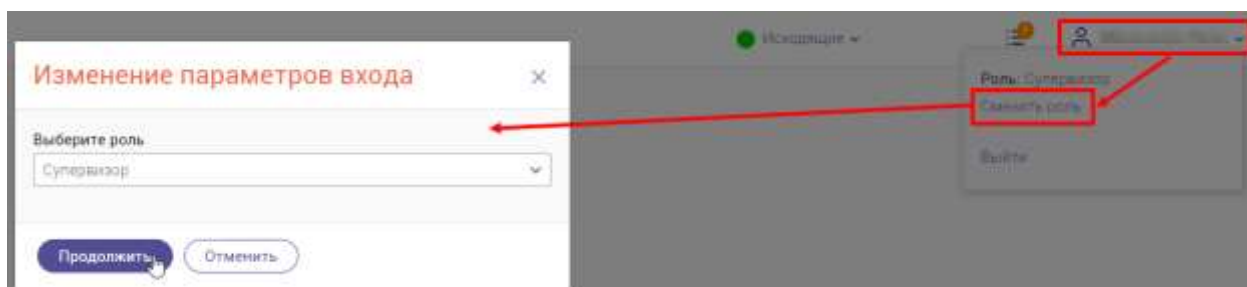 Исходящие
Изменение параметров входа
Роль: Супервизор
Сменить роль
Выберите роль
Супервизор
Выйти
Продолжить
Отменить